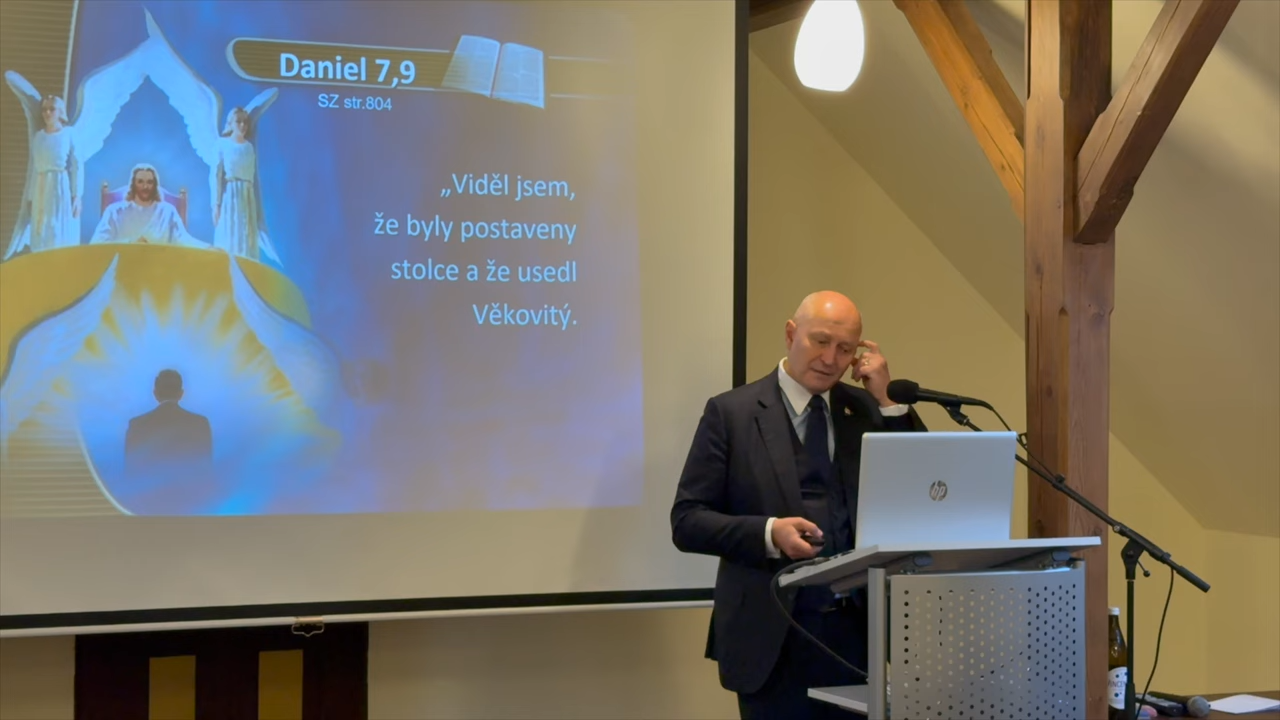 Daniel 7,9
SZ str.804
„Viděl jsem,
že byly postaveny
stolce a že usedl
Věkovitý.
hp